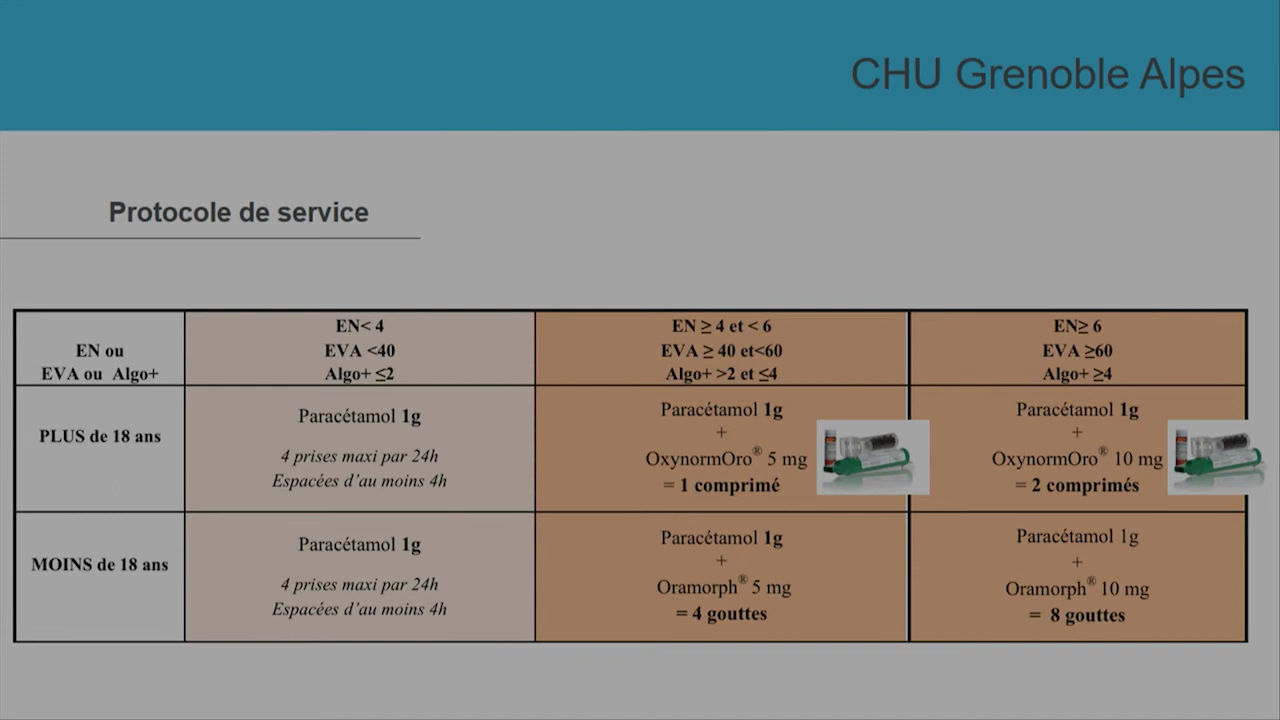 CHU Grenoble Alpes
Protocole de service
EN ou
EVA ou Algo+
EN< 4
EVA <40
Algo+ ≤2
EN ≥ 4 et < 6
EVA ≥ 40 et<60
Algo+ >2 et ≤4
EN≥ 6
EVA ≥60
Algo+ ≥4
PLUS de 18 ans
Paracétamol 1g
4 prises maxi par 24h
Espacées d’au moins 4h
Paracétamol 1g
+
OxynormOro® 5 mg
= 1 comprimé
Paracétamol 1g
+
OxynormOro® 10 mg
= 2 comprimés
MOINS de 18 ans
Paracétamol 1g
4 prises maxi par 24h
Espacées d’au moins 4h
Paracétamol 1g
+
Oramorph® 5 mg
= 4 gouttes
Paracétamol 1g
+
Oramorph® 10 mg
= 8 gouttes